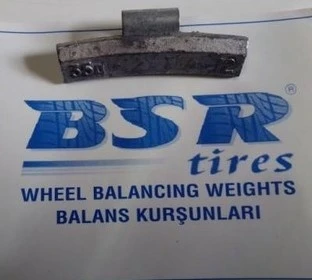 BSR®
tires
WHEEL BALANCING WEIGHTS
BALANS KURŞUNLARI